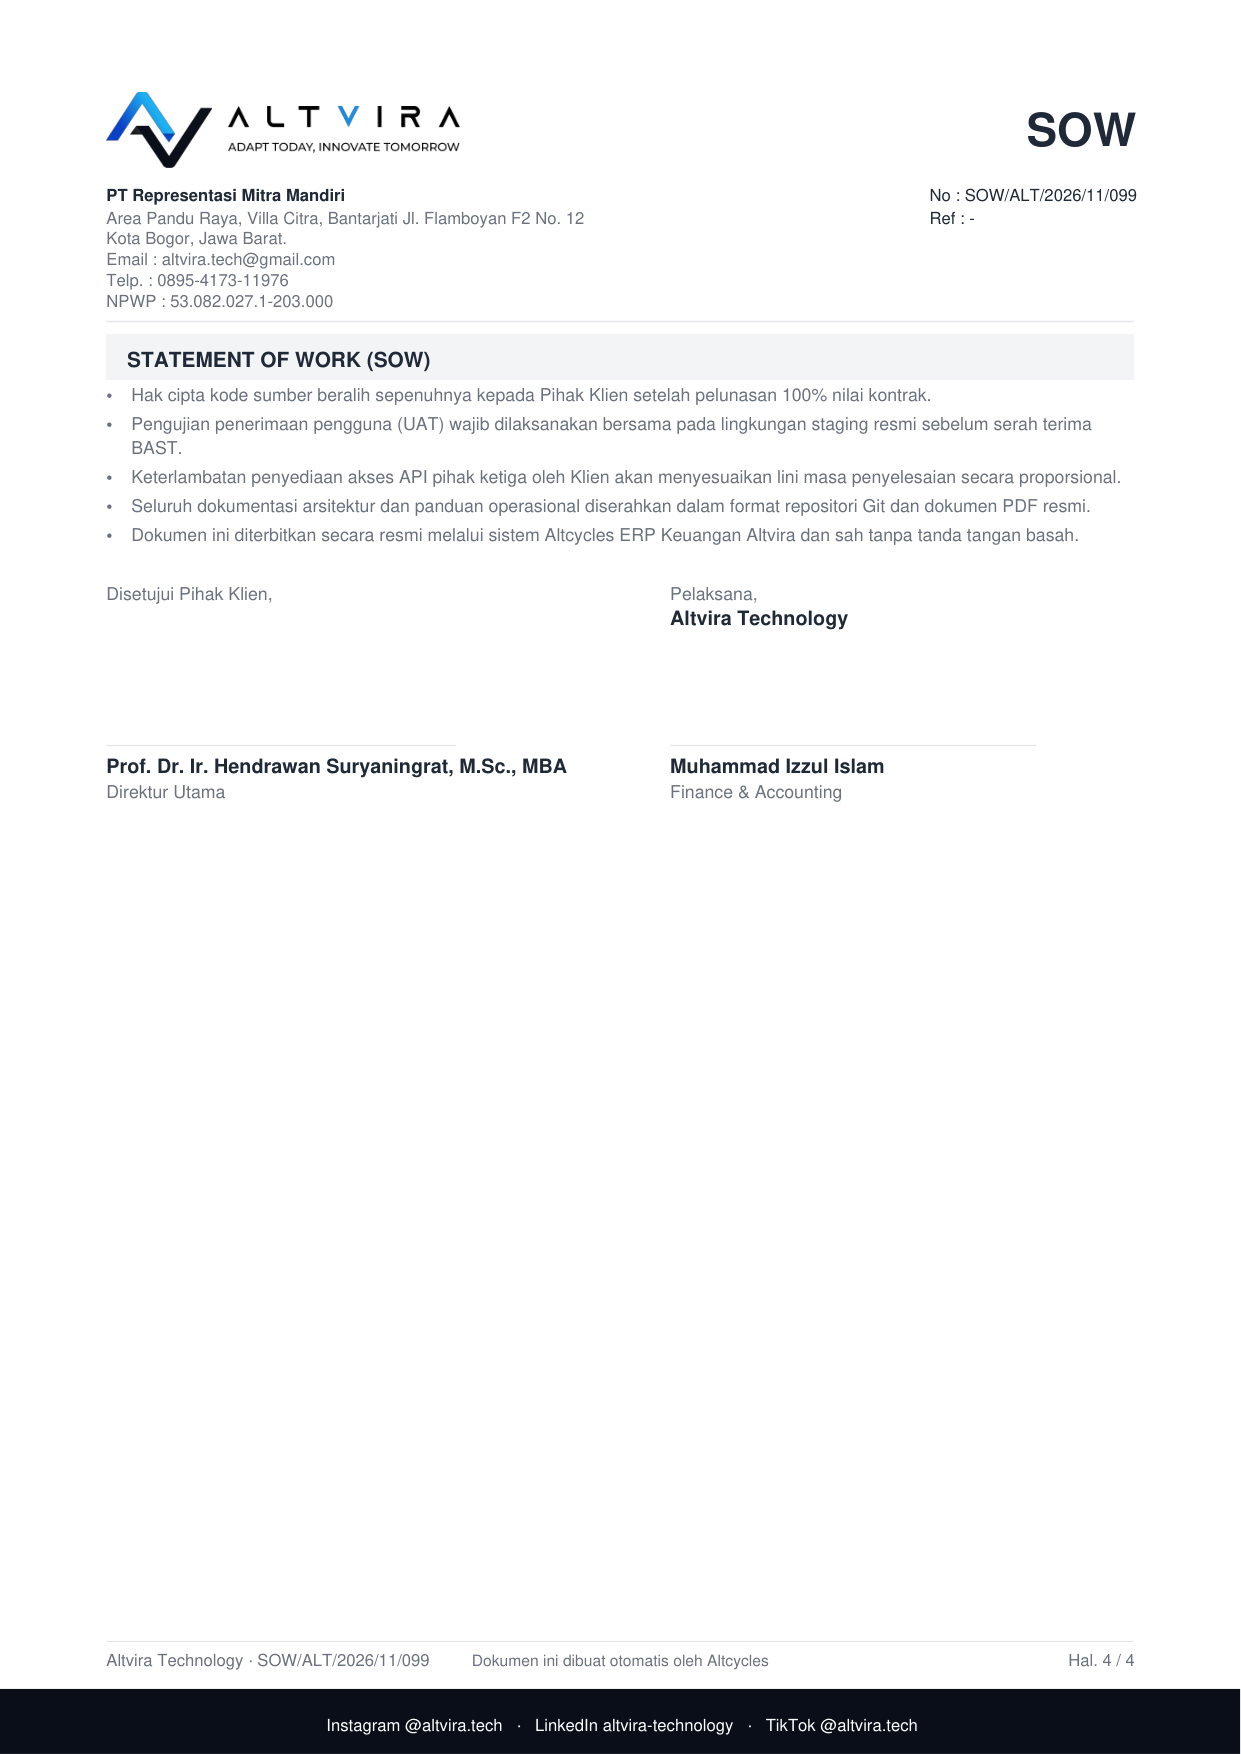 ALTVIRA
ADAPT TODAY, INNOVATE TOMORROW
SOW
PT Representasi Mitra Mandiri
Area Pandu Raya, Villa Citra, Bantarjati Jl. Flamboyan F2 No. 12
Kota Bogor, Jawa Barat.
Email : altvira.tech@gmail.com
Telp. : 0895-4173-11976
NPWP : 53.082.027.1-203.000
No : SOW/ALT/2026/11/099
Ref : -
STATEMENT OF WORK (SOW)
• Hak cipta kode sumber beralih sepenuhnya kepada Pihak Klien setelah pelunasan 100% nilai kontrak.
• Pengujian penerimaan pengguna (UAT) wajib dilaksanakan bersama pada lingkungan staging resmi sebelum serah terima
BAST.
• Keterlambatan penyediaan akses API pihak ketiga oleh Klien akan menyesuaikan lini masa penyelesaian secara proporsional.
• Seluruh dokumentasi arsitektur dan panduan operasional diserahkan dalam format repositori Git dan dokumen PDF resmi.
• Dokumen ini diterbitkan secara resmi melalui sistem Altcycles ERP Keuangan Altvira dan sah tanpa tanda tangan basah.
Disetujui Pihak Klien,
Prof. Dr. Ir. Hendrawan Suryaningrat, M.Sc., MBA
Direktur Utama
Pelaksana,
Altvira Technology
Muhammad Izzul Islam
Finance & Accounting
Altvira Technology · SOW/ALT/2026/11/099 Dokumen ini dibuat otomatis oleh Altcycles Hal. 4 / 4
Instagram @altvira.tech · LinkedIn altvira-technology · TikTok @altvira.tech